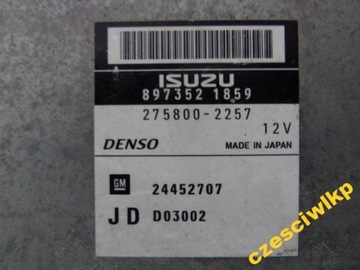 ISUZU
897352 1859
275800-2257
12V
DENSO
MADE IN JAPAN
GM
24452707
JD D03002
czesciwlkp